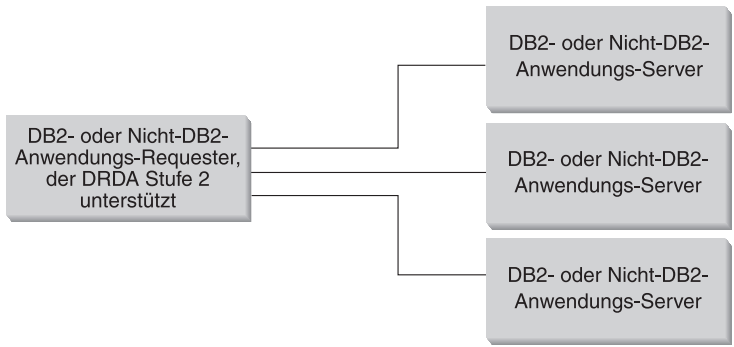 DB2- oder Nicht-DB2-
Anwendungs-Requester,
der DRDA Stufe 2
unterstützt
DB2- oder Nicht-DB2-
Anwendungs-Server
DB2- oder Nicht-DB2-
Anwendungs-Server
DB2- oder Nicht-DB2-
Anwendungs-Server